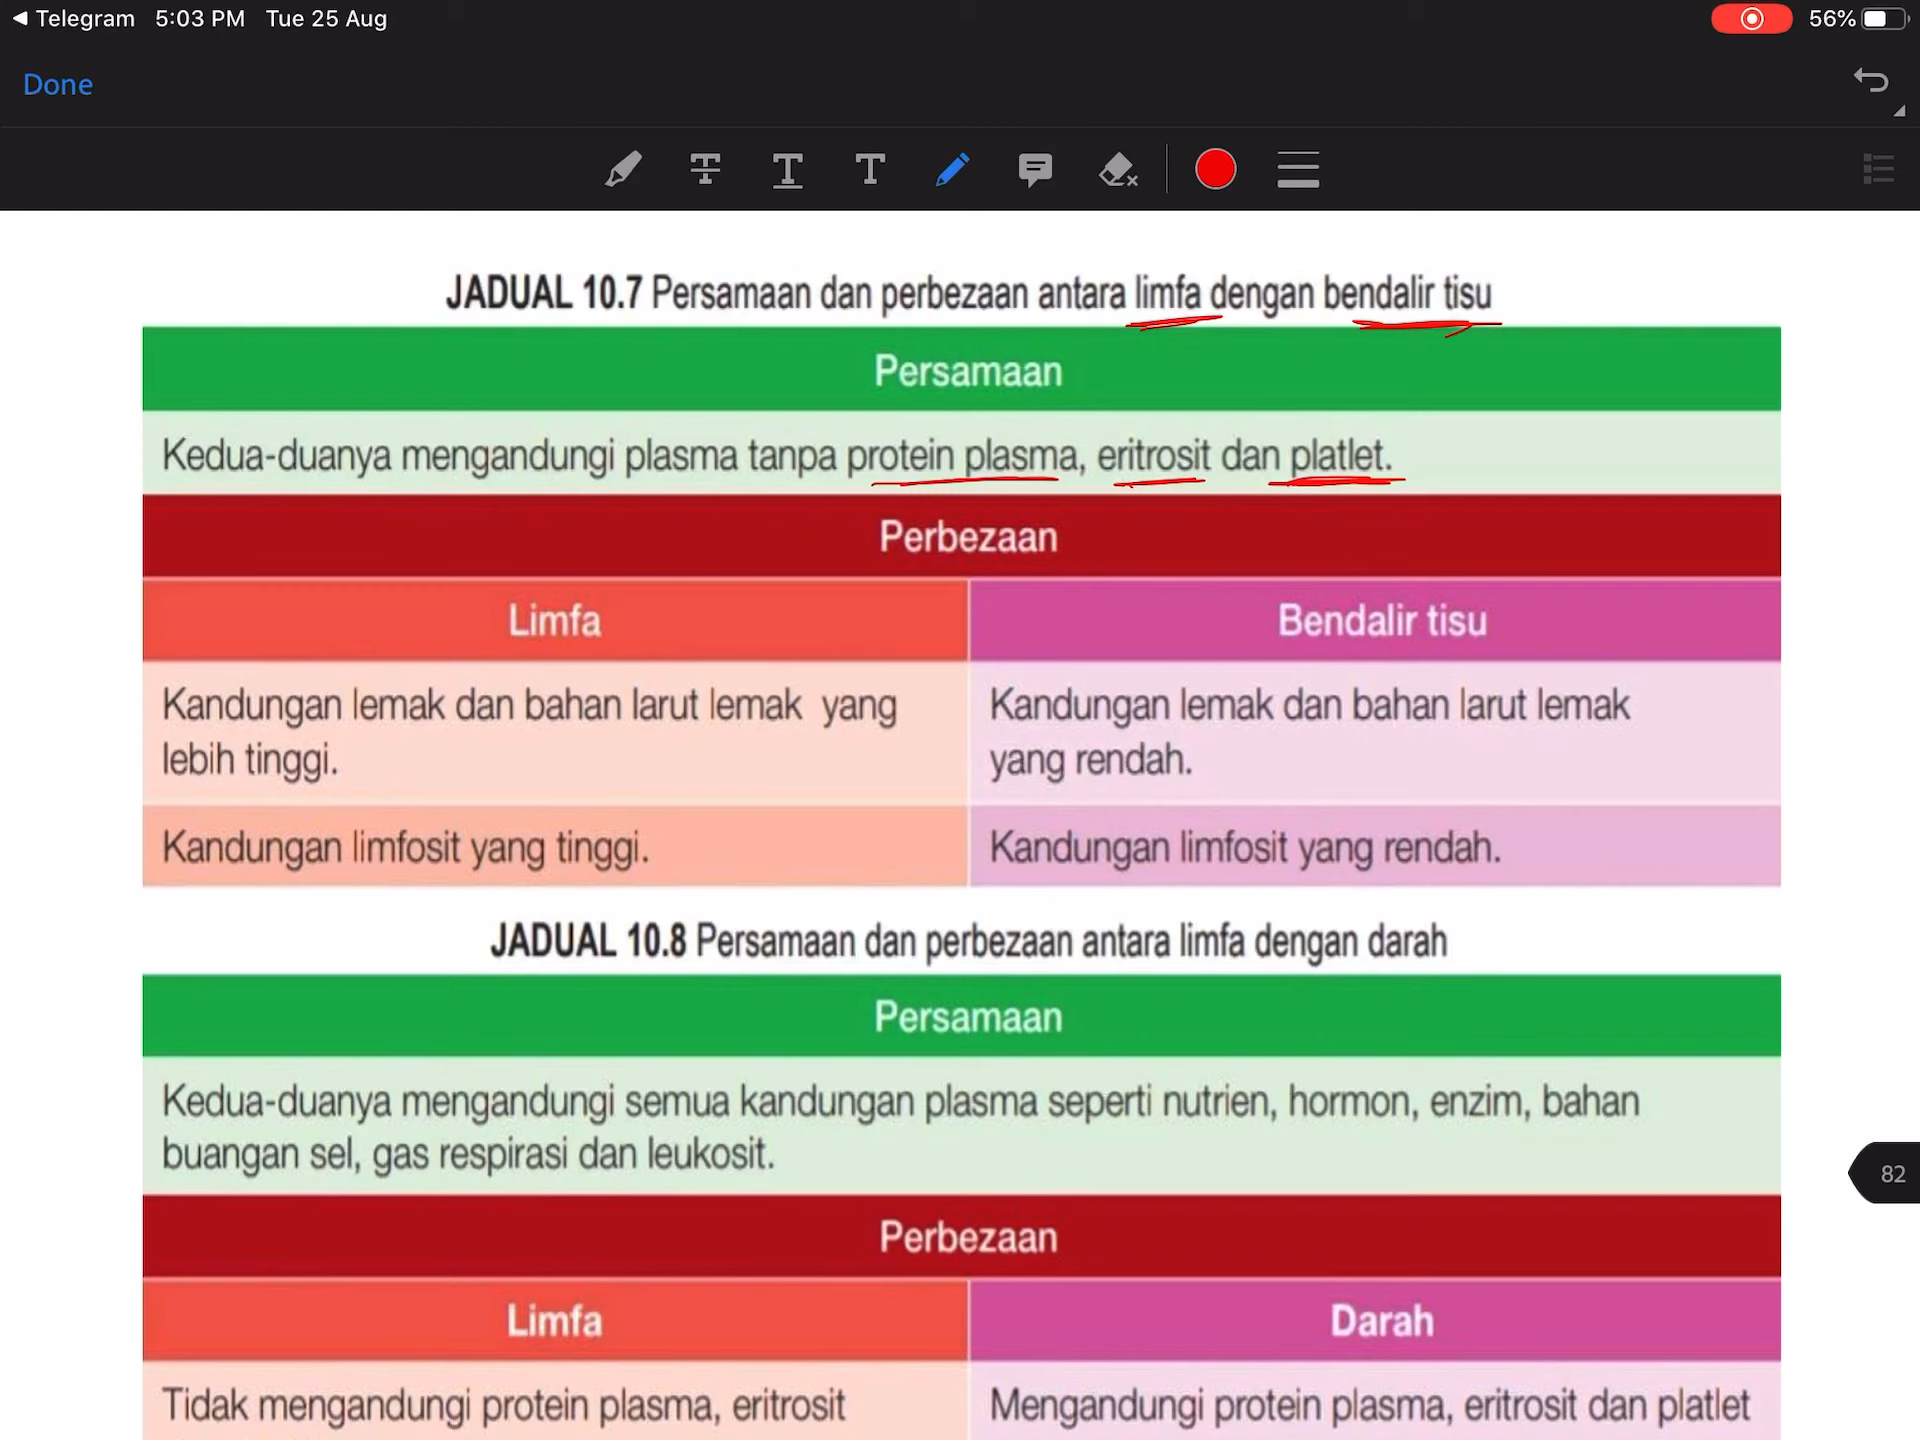 Telegram 5:03 PM Tue 25 Aug 56%
Done
JADUAL 10.7 Persamaan dan perbezaan antara limfa dengan bendalir tisu
Persamaan
Kedua-duanya mengandungi plasma tanpa protein plasma, eritrosit dan platlet.
Perbezaan
Limfa
Bendalir tisu
Kandungan lemak dan bahan larut lemak yang
lebih tinggi.
Kandungan lemak dan bahan larut lemak
yang rendah.
Kandungan limfosit yang tinggi.
Kandungan limfosit yang rendah.
JADUAL 10.8 Persamaan dan perbezaan antara limfa dengan darah
Persamaan
Kedua-duanya mengandungi semua kandungan plasma seperti nutrien, hormon, enzim, bahan
buangan sel, gas respirasi dan leukosit.
82
Perbezaan
Limfa
Darah
Tidak mengandungi protein plasma, eritrosit
Mengandungi protein plasma, eritrosit dan platlet